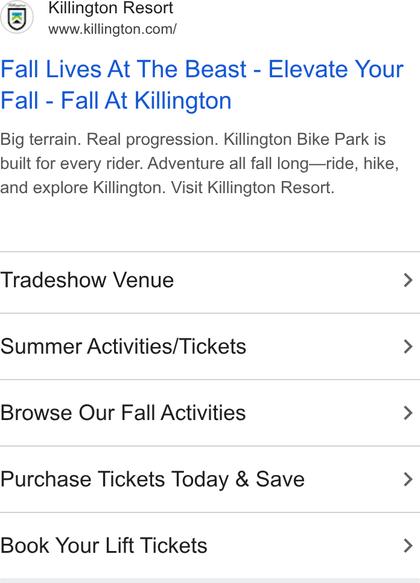 Killington Resort
www.killington.com/
Fall Lives At The Beast - Elevate Your
Fall - Fall At Killington
Big terrain. Real progression. Killington Bike Park is
built for every rider. Adventure all fall long—ride, hike,
and explore Killington. Visit Killington Resort.
Tradeshow Venue
Summer Activities/Tickets
Browse Our Fall Activities
Purchase Tickets Today & Save
Book Your Lift Tickets